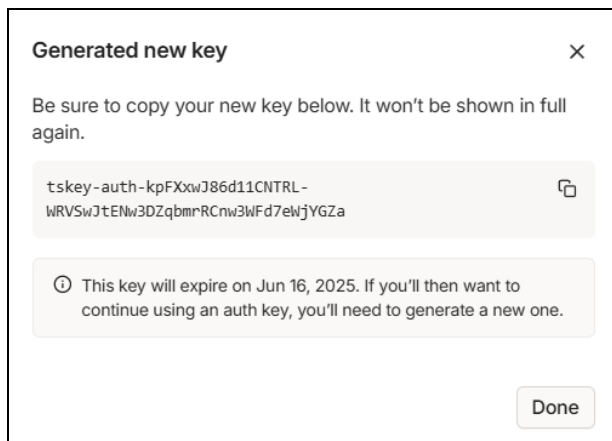 Generated new key
Be sure to copy your new key below. It won't be shown in full
again.
tskey-auth-kpFXxwJ86d11CNTRL-
WRVSwJtENw3DZqbmrRCnw3WFd7eWjYGZa
This key will expire on Jun 16, 2025. If you'll then want to
continue using an auth key, you'll need to generate a new one.
Done